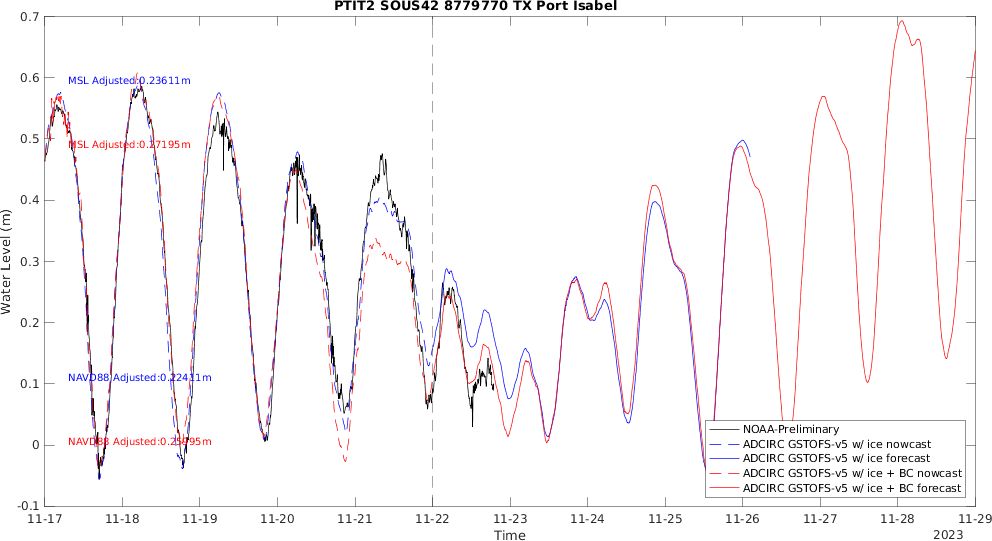 PTIT2 SOUS42 8779770 TX Port Isabel
0.7
0.6
0.5
0.4
0.3
0.2
0.1
0
-0.1
Water Level (m)
MSL Adjusted:0.23611m
MSL Adjusted:0.27195m
NAVD88 Adjusted:0.22411m
NAVD88 Adjusted:0.25995m
NOAA-Preliminary
ADCIRC GSTOFS-v5 w/ ice nowcast
ADCIRC GSTOFS-v5 w/ ice forecast
ADCIRC GSTOFS-v5 w/ ice + BC nowcast
ADCIRC GSTOFS-v5 w/ ice + BC forecast
11-17 11-18 11-19 11-20 11-21 11-22 11-23 11-24 11-25 11-26 11-27 11-28 11-29
Time
2023